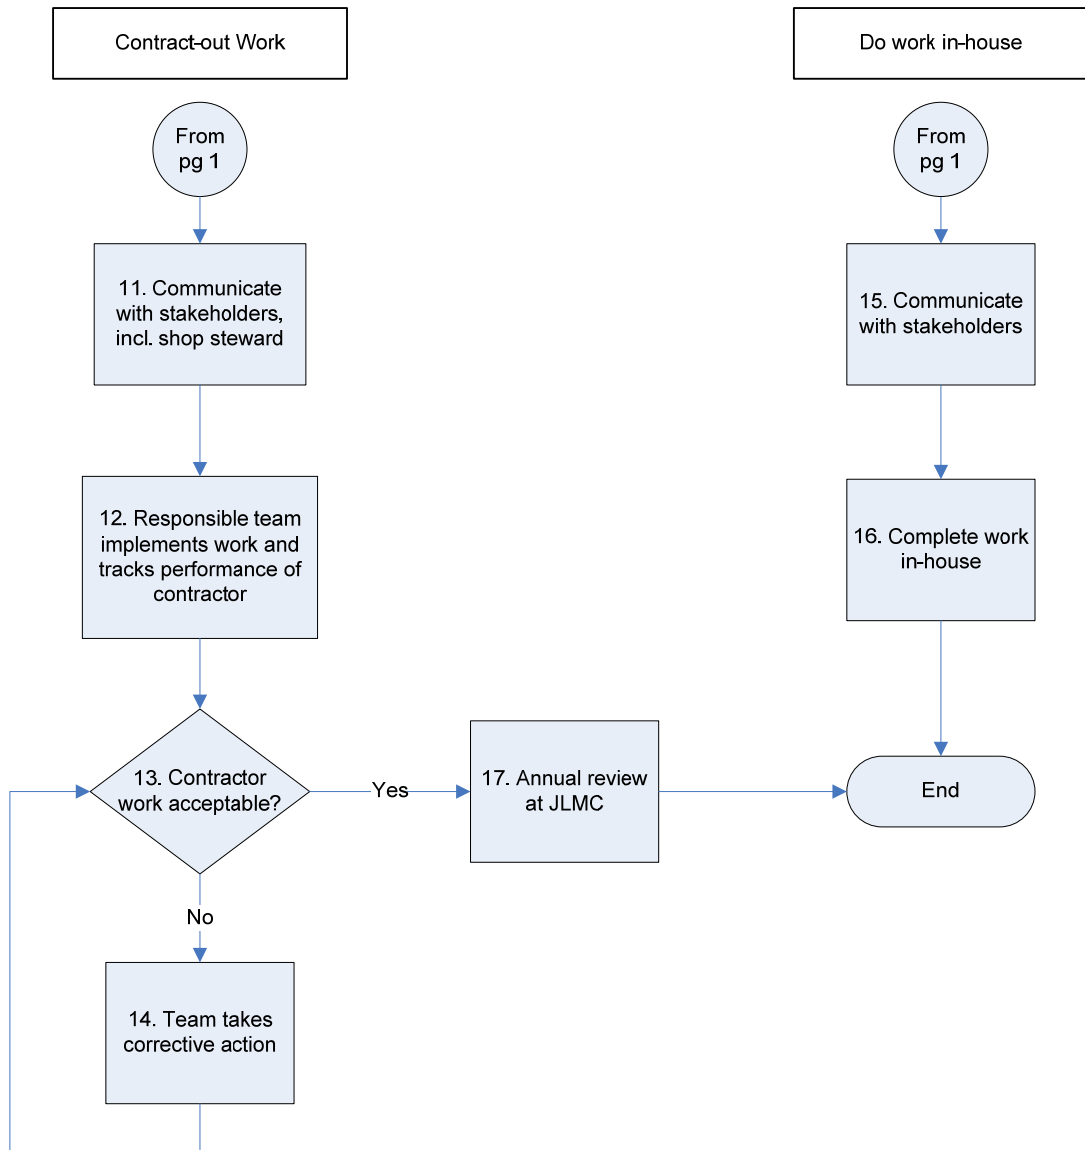 Contract-out Work
Do work in-house
From
pg 1
From
pg 1
11. Communicate
with stakeholders,
incl. shop steward
15. Communicate
with stakeholders
12. Responsible team
implements work and
tracks performance of
contractor
16. Complete work
in-house
13. Contractor
work acceptable?
Yes
17. Annual review
at JLMC
End
No
14. Team takes
corrective action